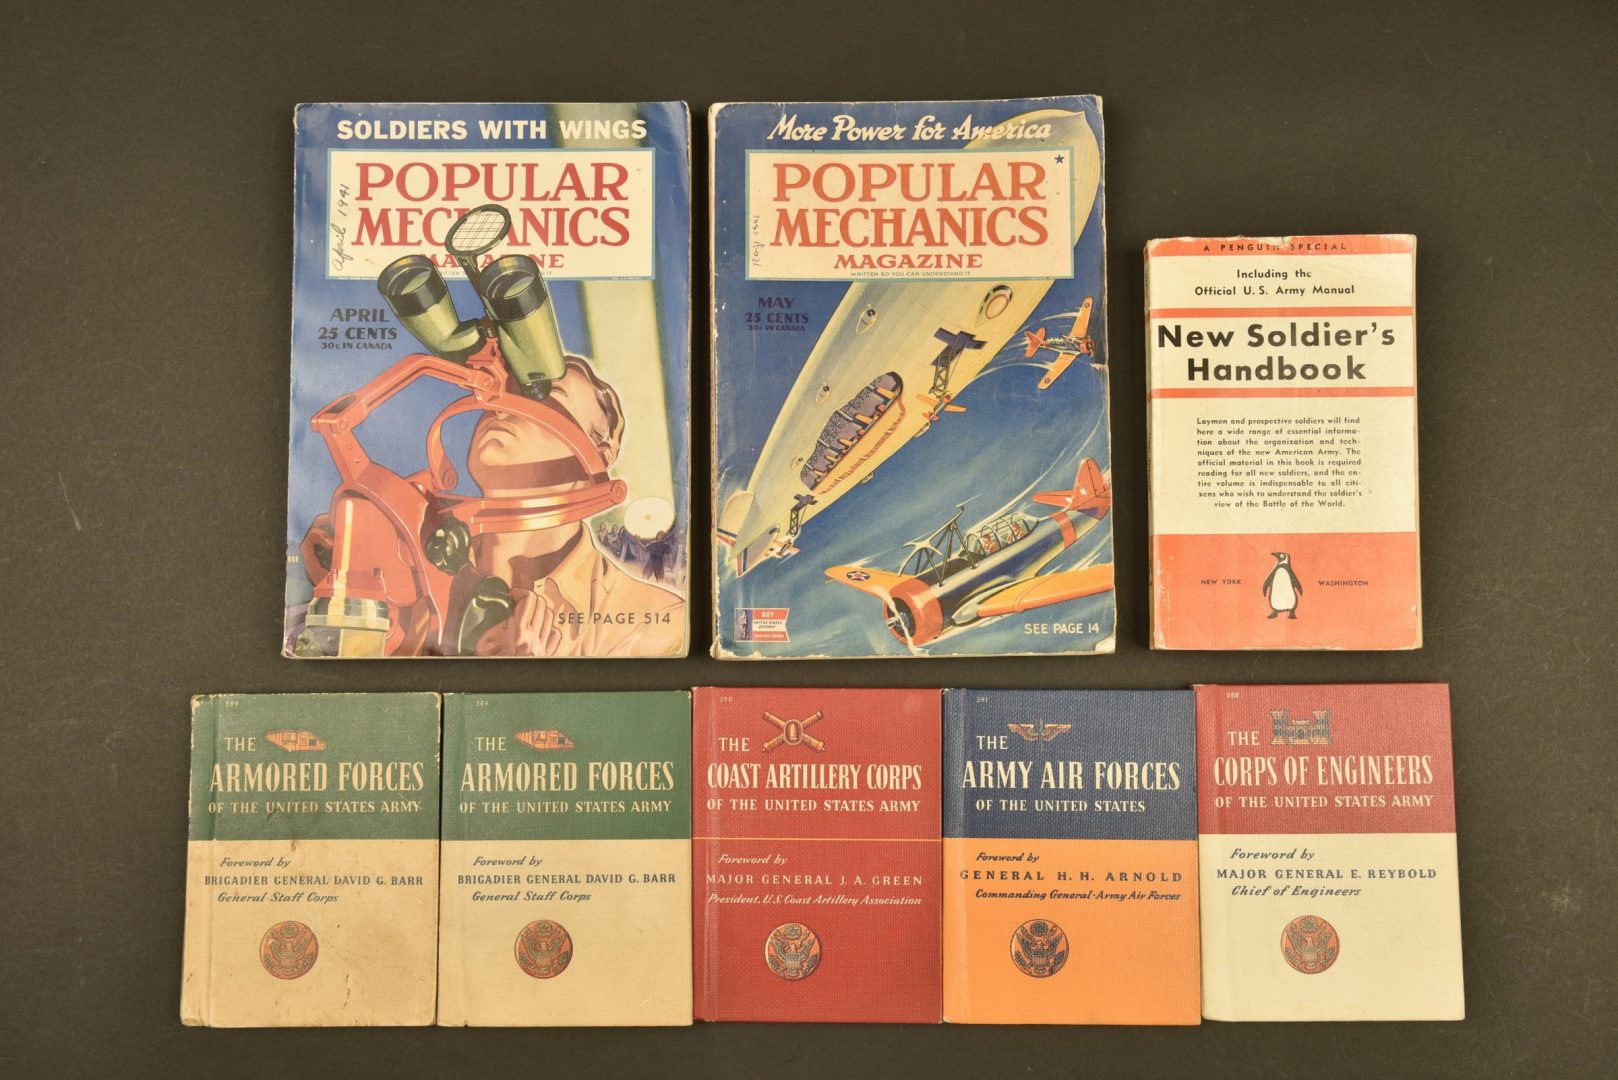 SOLDIERS WITH WINGS
POPULAR
MECHANICS
MAGAZINE
April 1941
APRIL
25 CENTS
30c IN CANADA
SEE PAGE 514
More Power for America
POPULAR
MECHANICS
MAGAZINE
WRITTEN SO YOU CAN UNDERSTAND IT
MAY
25 CENTS
30c IN CANADA
BUY
UNITED STATES
DEFENSE
SAVINGS BONDS
SEE PAGE 14
A PENGUIN SPECIAL
Including the
Official U. S. Army Manual
New Soldier's
Handbook
Laymen and prospective soldiers will find
here a wide range of essential informa-
tion about the organisation and tech-
niques of the new American Army. The
official material in this book is required
reading for all new soldiers, and the en-
tire volume is indispensable to all citi-
zens who wish to understand the soldier's
view of the Battle of the World.
NEW YORK
WASHINGTON
389
THE
ARMORED FORCES
OF THE UNITED STATES ARMY
Foreword by
BRIGADIER GENERAL DAVID G. BARR
General Staff Corps
389
THE
ARMORED FORCES
OF THE UNITED STATES ARMY
Foreword by
BRIGADIER GENERAL DAVID G. BARR
General Staff Corps
390
THE
COAST ARTILLERY CORPS
OF THE UNITED STATES ARMY
Foreword by
MAJOR GENERAL J. A. GREEN
President, U.S. Coast Artillery Association
391
THE
ARMY AIR FORCES
OF THE UNITED STATES
Foreword by
GENERAL H. H. ARNOLD
Commanding General·Army Air Forces
388
THE
CORPS OF ENGINEERS
OF THE UNITED STATES ARMY
Foreword by
MAJOR GENERAL E. REYBOLD
Chief of Engineers